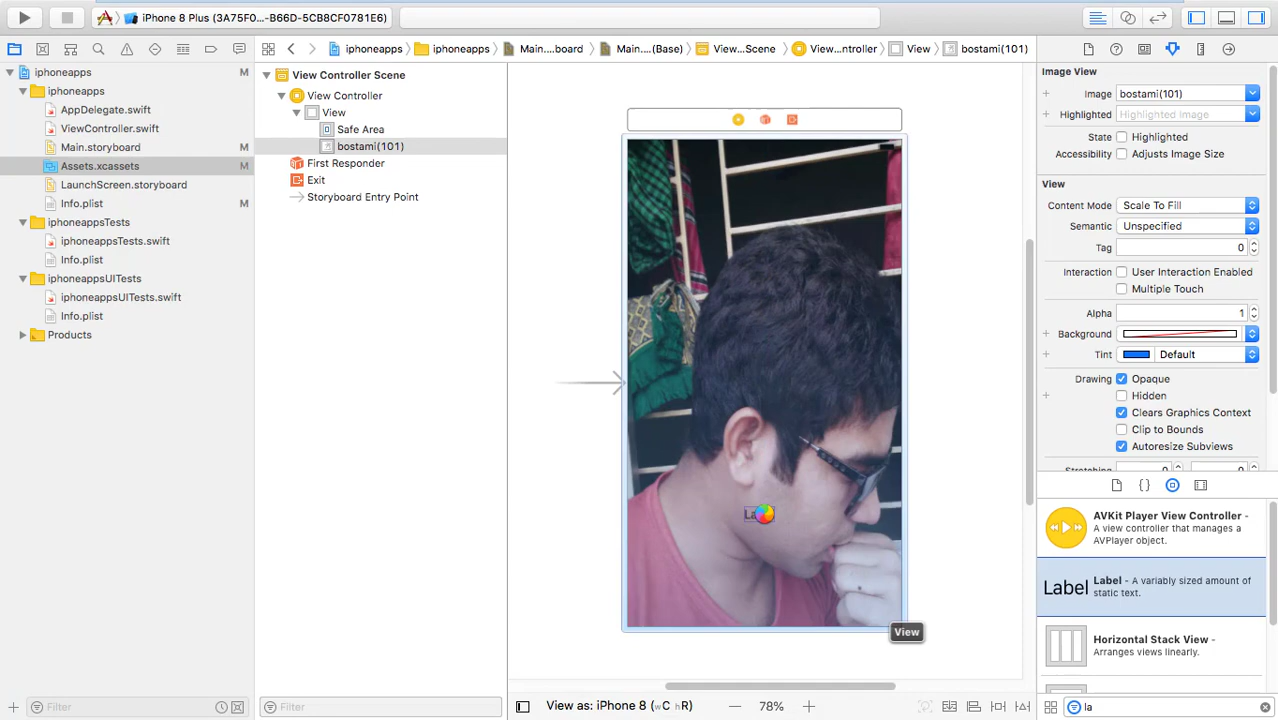 iPhone 8 Plus (3A75F0...-B66D-5CB8CF0781E6)
iphoneapps
iphoneapps
Main....board
Main....(Base)
View...Scene
View...ntroller
View
bostami(101)
iphoneapps M
iphoneapps
AppDelegate.swift
ViewController.swift
Main.storyboard M
Assets.xcassets M
LaunchScreen.storyboard
Info.plist M
iphoneappsTests
iphoneappsTests.swift
Info.plist
iphoneappsUITests
iphoneappsUITests.swift
Info.plist
Products
Filter
View Controller Scene
View Controller
View
Safe Area
bostami(101)
First Responder
Exit
Storyboard Entry Point
Filter
View
View as: iPhone 8 (wC hR)
78%
Image View
Image bostami(101)
Highlighted Highlighted Image
State Highlighted
Accessibility Adjusts Image Size
View
Content Mode Scale To Fill
Semantic Unspecified
Tag 0
Interaction User Interaction Enabled
Multiple Touch
Alpha 1
Background
Tint Default
Drawing Opaque
Hidden
Clears Graphics Context
Clip to Bounds
Autoresize Subviews
Stretching 0 0
AVKit Player View Controller -
A view controller that manages a
AVPlayer object.
Label
Label - A variably sized amount of
static text.
Horizontal Stack View -
Arranges views linearly.
la